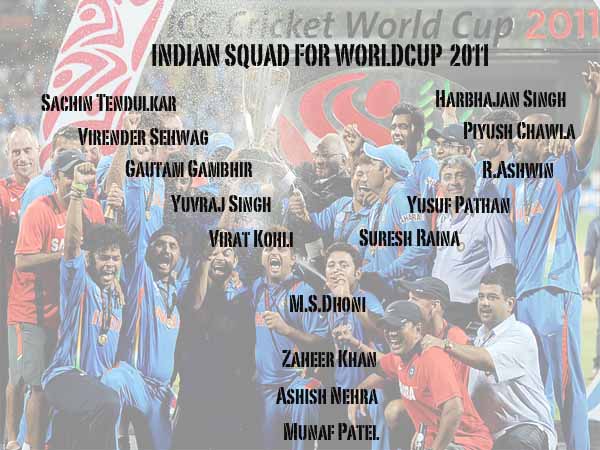 ICC Cricket World Cup 2011
INDIAN SQUAD FOR WORLDCUP 2011
SACHIN TENDULKAR
VIRENDER SEHWAG
GAUTAM GAMBHIR
YUVRAJ SINGH
VIRAT KOHLI
HARBHAJAN SINGH
PIYUSH CHAWLA
R.ASHWIN
YUSUF PATHAN
SURESH RAINA
M.S.DHONI
ZAHEER KHAN
ASHISH NEHRA
MUNAF PATEL